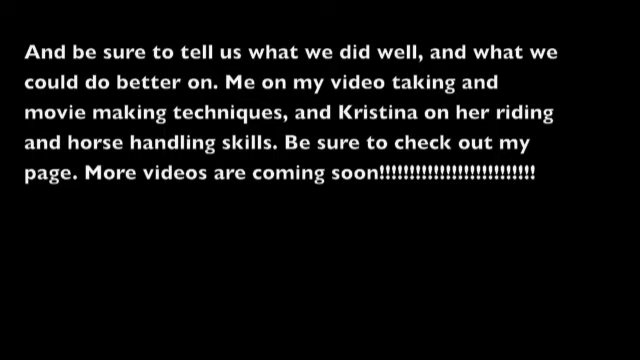 And be sure to tell us what we did well, and what we
could do better on. Me on my video taking and
movie making techniques, and Kristina on her riding
and horse handling skills. Be sure to check out my
page. More videos are coming soon!!!!!!!!!!!!!!!!!!!!!!!!!!